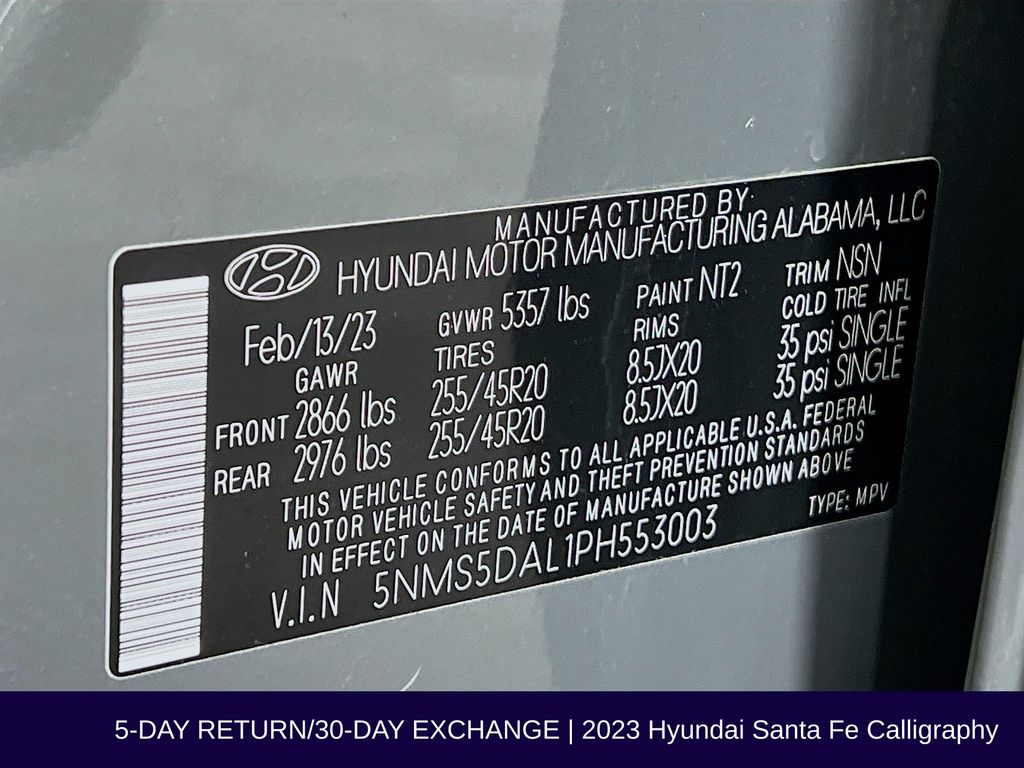 MANUFACTURED BY:
HYUNDAI MOTOR MANUFACTURING ALABAMA, LLC
Feb/13/23 GVWR 5357 lbs PAINT NT2 TRIM NSN
GAWR TIRES RIMS COLD TIRE INFL
FRONT 2866 lbs 255/45R20 8.5JX20 35 psi SINGLE
REAR 2976 lbs 255/45R20 8.5JX20 35 psi SINGLE
THIS VEHICLE CONFORMS TO ALL APPLICABLE U.S.A. FEDERAL
MOTOR VEHICLE SAFETY AND THEFT PREVENTION STANDARDS
IN EFFECT ON THE DATE OF MANUFACTURE SHOWN ABOVE
V.I.N 5NMS5DAL1PH553003 TYPE: MPV
5-DAY RETURN/30-DAY EXCHANGE | 2023 Hyundai Santa Fe Calligraphy